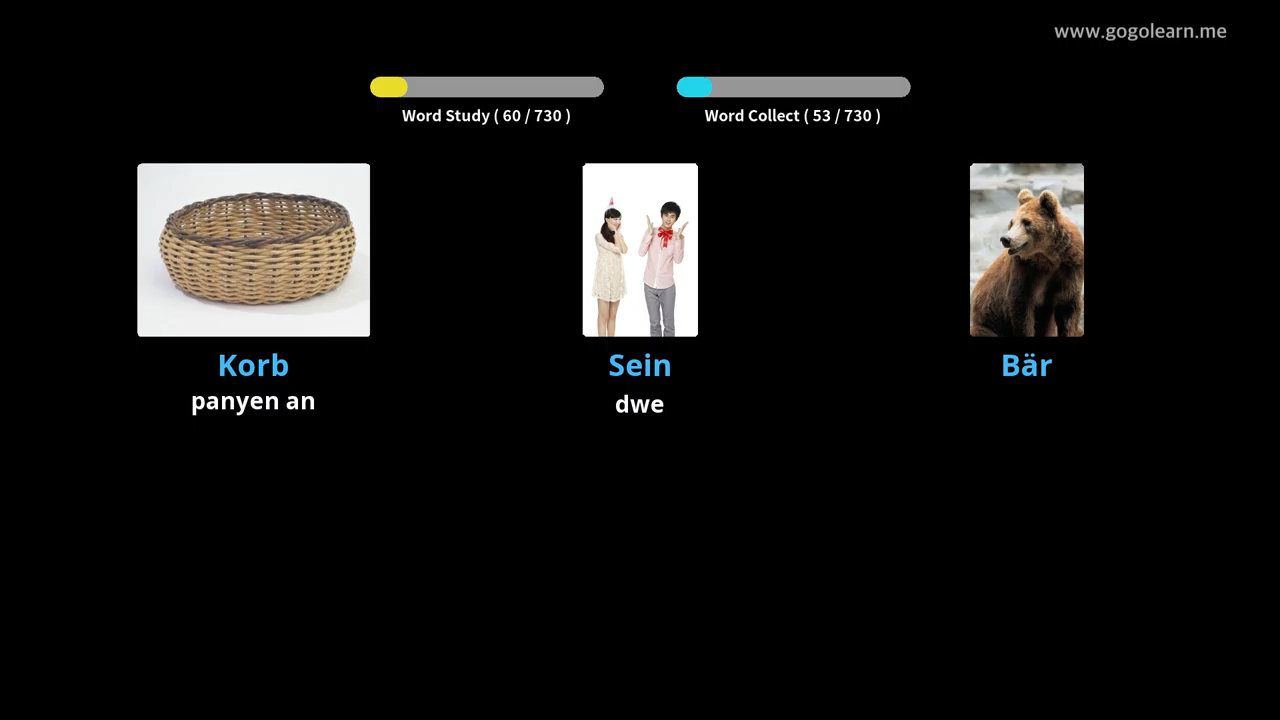 www.gogolearn.me
Word Study ( 60 / 730 )
Word Collect ( 53 / 730 )
Korb
Sein
Bär
panyen an
dwe